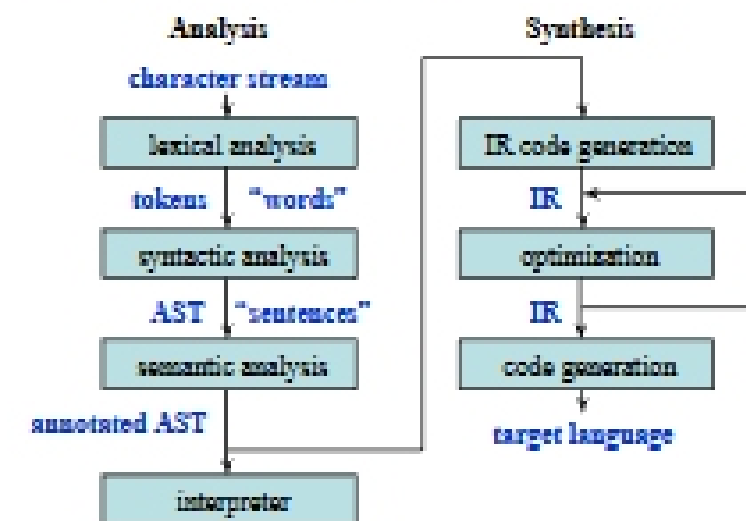 Analysis
character stream
lexical analysis
tokens "words"
syntactic analysis
AST "sentences"
semantic analysis
annotated AST
interpreter
Synthesis
IR code generation
IR
optimization
IR
code generation
target language